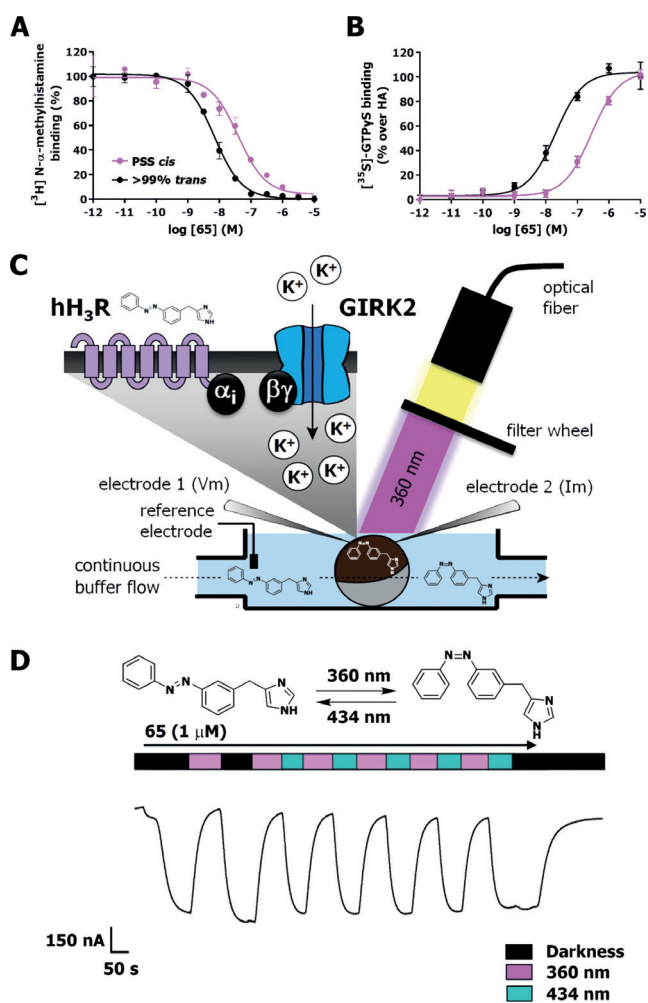 A
[³H] N-α-methylhistamine
binding (%)
120
100
80
60
40
20
0
PSS cis
>99% trans
-12 -11 -10 -9 -8 -7 -6 -5
log [65] (M)
B
[³⁵S]-GTPγS binding
(% over HA)
120
100
80
60
40
20
0
-12 -11 -10 -9 -8 -7 -6 -5
log [65] (M)
C
hH₃R
N
N
N
NH
K⁺
K⁺
K⁺
GIRK2
optical
fiber
αi
βγ
K⁺
K⁺
K⁺
K⁺
K⁺
filter wheel
360 nm
electrode 1 (Vm)
electrode 2 (Im)
reference
electrode
continuous
buffer flow
D
N
N
N
NH
360 nm
434 nm
N=N
N
N
H
65 (1 µM)
150 nA
50 s
Darkness
360 nm
434 nm